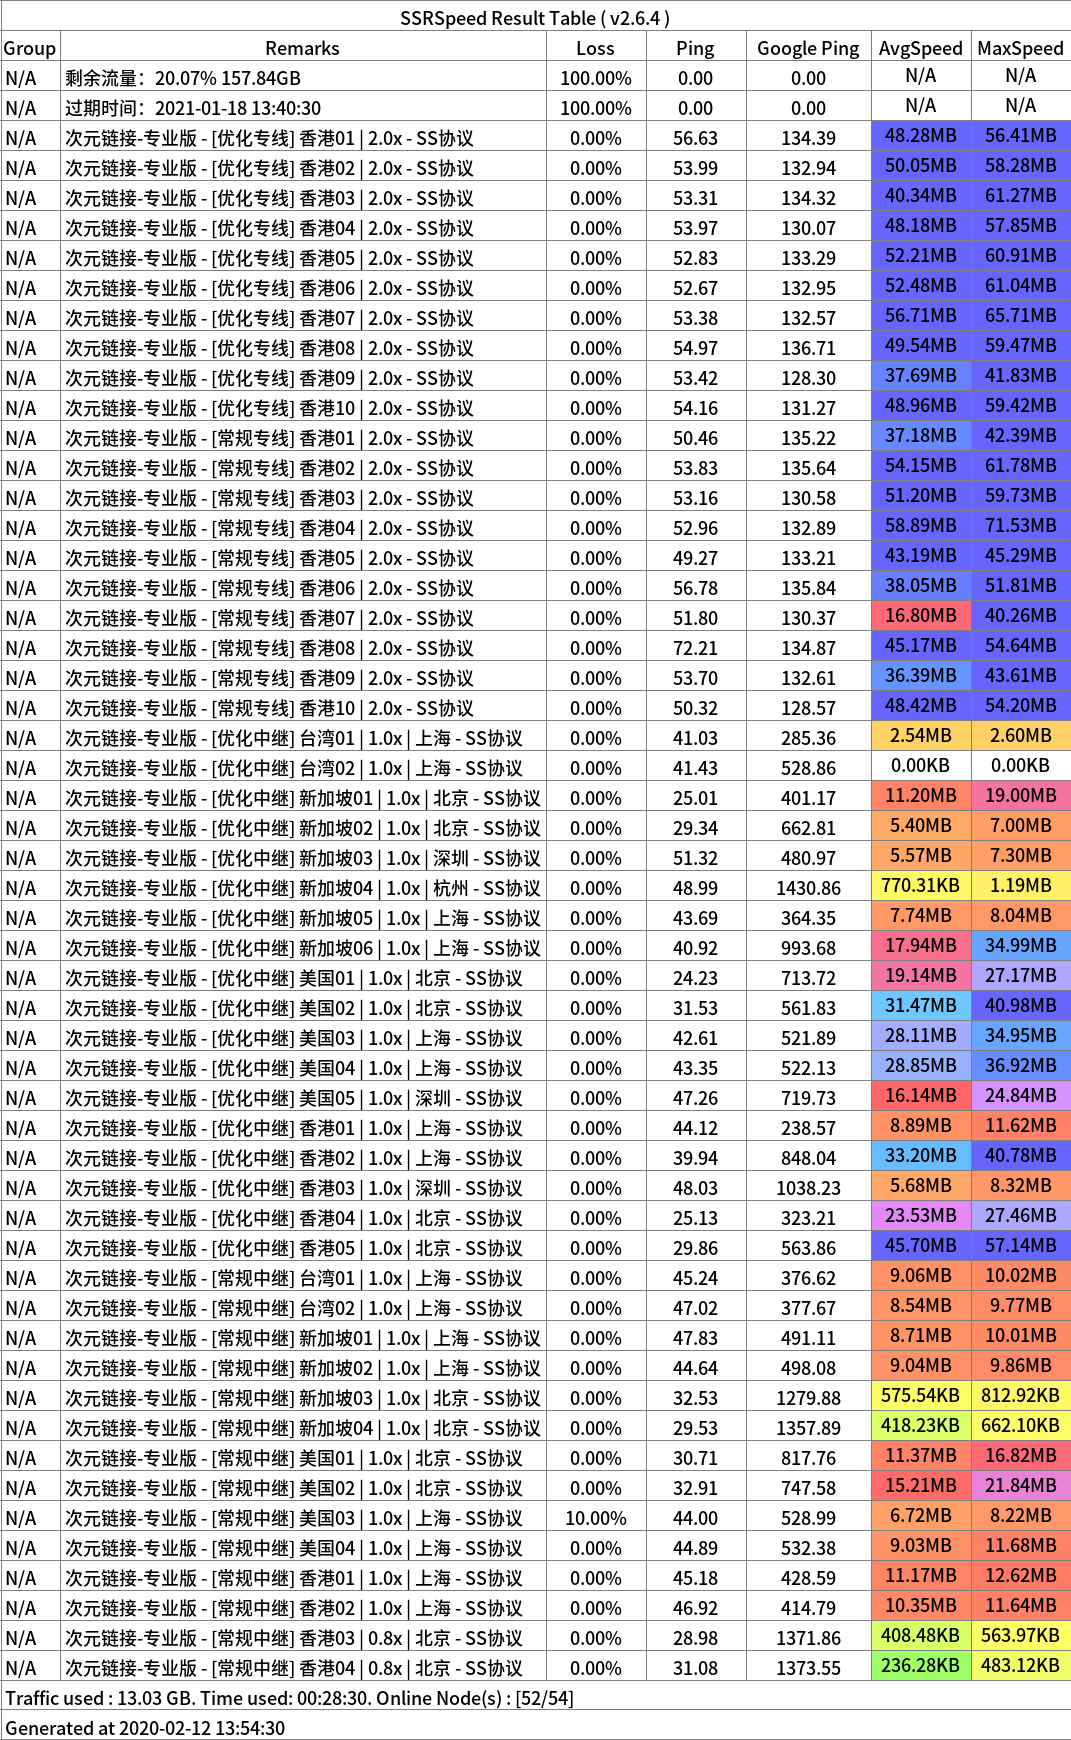 SSRSpeed Result Table ( v2.6.4 )
Group Remarks Loss Ping Google Ping AvgSpeed MaxSpeed
N/A 剩余流量：20.07% 157.84GB 100.00% 0.00 0.00 N/A N/A
N/A 过期时间：2021-01-18 13:40:30 100.00% 0.00 0.00 N/A N/A
N/A 次元链接-专业版 - [优化专线] 香港01 | 2.0x - SS协议 0.00% 56.63 134.39 48.28MB 56.41MB
N/A 次元链接-专业版 - [优化专线] 香港02 | 2.0x - SS协议 0.00% 53.99 132.94 50.05MB 58.28MB
N/A 次元链接-专业版 - [优化专线] 香港03 | 2.0x - SS协议 0.00% 53.31 134.32 40.34MB 61.27MB
N/A 次元链接-专业版 - [优化专线] 香港04 | 2.0x - SS协议 0.00% 53.97 130.07 48.18MB 57.85MB
N/A 次元链接-专业版 - [优化专线] 香港05 | 2.0x - SS协议 0.00% 52.83 133.29 52.21MB 60.91MB
N/A 次元链接-专业版 - [优化专线] 香港06 | 2.0x - SS协议 0.00% 52.67 132.95 52.48MB 61.04MB
N/A 次元链接-专业版 - [优化专线] 香港07 | 2.0x - SS协议 0.00% 53.38 132.57 56.71MB 65.71MB
N/A 次元链接-专业版 - [优化专线] 香港08 | 2.0x - SS协议 0.00% 54.97 136.71 49.54MB 59.47MB
N/A 次元链接-专业版 - [优化专线] 香港09 | 2.0x - SS协议 0.00% 53.42 128.30 37.69MB 41.83MB
N/A 次元链接-专业版 - [优化专线] 香港10 | 2.0x - SS协议 0.00% 54.16 131.27 48.96MB 59.42MB
N/A 次元链接-专业版 - [常规专线] 香港01 | 2.0x - SS协议 0.00% 50.46 135.22 37.18MB 42.39MB
N/A 次元链接-专业版 - [常规专线] 香港02 | 2.0x - SS协议 0.00% 53.83 135.64 54.15MB 61.78MB
N/A 次元链接-专业版 - [常规专线] 香港03 | 2.0x - SS协议 0.00% 53.16 130.58 51.20MB 59.73MB
N/A 次元链接-专业版 - [常规专线] 香港04 | 2.0x - SS协议 0.00% 52.96 132.89 58.89MB 71.53MB
N/A 次元链接-专业版 - [常规专线] 香港05 | 2.0x - SS协议 0.00% 49.27 133.21 43.19MB 45.29MB
N/A 次元链接-专业版 - [常规专线] 香港06 | 2.0x - SS协议 0.00% 56.78 135.84 38.05MB 51.81MB
N/A 次元链接-专业版 - [常规专线] 香港07 | 2.0x - SS协议 0.00% 51.80 130.37 16.80MB 40.26MB
N/A 次元链接-专业版 - [常规专线] 香港08 | 2.0x - SS协议 0.00% 72.21 134.87 45.17MB 54.64MB
N/A 次元链接-专业版 - [常规专线] 香港09 | 2.0x - SS协议 0.00% 53.70 132.61 36.39MB 43.61MB
N/A 次元链接-专业版 - [常规专线] 香港10 | 2.0x - SS协议 0.00% 50.32 128.57 48.42MB 54.20MB
N/A 次元链接-专业版 - [优化中继] 台湾01 | 1.0x | 上海 - SS协议 0.00% 41.03 285.36 2.54MB 2.60MB
N/A 次元链接-专业版 - [优化中继] 台湾02 | 1.0x | 上海 - SS协议 0.00% 41.43 528.86 0.00KB 0.00KB
N/A 次元链接-专业版 - [优化中继] 新加坡01 | 1.0x | 北京 - SS协议 0.00% 25.01 401.17 11.20MB 19.00MB
N/A 次元链接-专业版 - [优化中继] 新加坡02 | 1.0x | 北京 - SS协议 0.00% 29.34 662.81 5.40MB 7.00MB
N/A 次元链接-专业版 - [优化中继] 新加坡03 | 1.0x | 深圳 - SS协议 0.00% 51.32 480.97 5.57MB 7.30MB
N/A 次元链接-专业版 - [优化中继] 新加坡04 | 1.0x | 杭州 - SS协议 0.00% 48.99 1430.86 770.31KB 1.19MB
N/A 次元链接-专业版 - [优化中继] 新加坡05 | 1.0x | 上海 - SS协议 0.00% 43.69 364.35 7.74MB 8.04MB
N/A 次元链接-专业版 - [优化中继] 新加坡06 | 1.0x | 上海 - SS协议 0.00% 40.92 993.68 17.94MB 34.99MB
N/A 次元链接-专业版 - [优化中继] 美国01 | 1.0x | 北京 - SS协议 0.00% 24.23 713.72 19.14MB 27.17MB
N/A 次元链接-专业版 - [优化中继] 美国02 | 1.0x | 北京 - SS协议 0.00% 31.53 561.83 31.47MB 40.98MB
N/A 次元链接-专业版 - [优化中继] 美国03 | 1.0x | 上海 - SS协议 0.00% 42.61 521.89 28.11MB 34.95MB
N/A 次元链接-专业版 - [优化中继] 美国04 | 1.0x | 上海 - SS协议 0.00% 43.35 522.13 28.85MB 36.92MB
N/A 次元链接-专业版 - [优化中继] 美国05 | 1.0x | 深圳 - SS协议 0.00% 47.26 719.73 16.14MB 24.84MB
N/A 次元链接-专业版 - [优化中继] 香港01 | 1.0x | 上海 - SS协议 0.00% 44.12 238.57 8.89MB 11.62MB
N/A 次元链接-专业版 - [优化中继] 香港02 | 1.0x | 上海 - SS协议 0.00% 39.94 848.04 33.20MB 40.78MB
N/A 次元链接-专业版 - [优化中继] 香港03 | 1.0x | 深圳 - SS协议 0.00% 48.03 1038.23 5.68MB 8.32MB
N/A 次元链接-专业版 - [优化中继] 香港04 | 1.0x | 北京 - SS协议 0.00% 25.13 323.21 23.53MB 27.46MB
N/A 次元链接-专业版 - [优化中继] 香港05 | 1.0x | 北京 - SS协议 0.00% 29.86 563.86 45.70MB 57.14MB
N/A 次元链接-专业版 - [常规中继] 台湾01 | 1.0x | 上海 - SS协议 0.00% 45.24 376.62 9.06MB 10.02MB
N/A 次元链接-专业版 - [常规中继] 台湾02 | 1.0x | 上海 - SS协议 0.00% 47.02 377.67 8.54MB 9.77MB
N/A 次元链接-专业版 - [常规中继] 新加坡01 | 1.0x | 上海 - SS协议 0.00% 47.83 491.11 8.71MB 10.01MB
N/A 次元链接-专业版 - [常规中继] 新加坡02 | 1.0x | 上海 - SS协议 0.00% 44.64 498.08 9.04MB 9.86MB
N/A 次元链接-专业版 - [常规中继] 新加坡03 | 1.0x | 北京 - SS协议 0.00% 32.53 1279.88 575.54KB 812.92KB
N/A 次元链接-专业版 - [常规中继] 新加坡04 | 1.0x | 北京 - SS协议 0.00% 29.53 1357.89 418.23KB 662.10KB
N/A 次元链接-专业版 - [常规中继] 美国01 | 1.0x | 北京 - SS协议 0.00% 30.71 817.76 11.37MB 16.82MB
N/A 次元链接-专业版 - [常规中继] 美国02 | 1.0x | 北京 - SS协议 0.00% 32.91 747.58 15.21MB 21.84MB
N/A 次元链接-专业版 - [常规中继] 美国03 | 1.0x | 上海 - SS协议 10.00% 44.00 528.99 6.72MB 8.22MB
N/A 次元链接-专业版 - [常规中继] 美国04 | 1.0x | 上海 - SS协议 0.00% 44.89 532.38 9.03MB 11.68MB
N/A 次元链接-专业版 - [常规中继] 香港01 | 1.0x | 上海 - SS协议 0.00% 45.18 428.59 11.17MB 12.62MB
N/A 次元链接-专业版 - [常规中继] 香港02 | 1.0x | 上海 - SS协议 0.00% 46.92 414.79 10.35MB 11.64MB
N/A 次元链接-专业版 - [常规中继] 香港03 | 0.8x | 北京 - SS协议 0.00% 28.98 1371.86 408.48KB 563.97KB
N/A 次元链接-专业版 - [常规中继] 香港04 | 0.8x | 北京 - SS协议 0.00% 31.08 1373.55 236.28KB 483.12KB
Traffic used : 13.03 GB. Time used: 00:28:30. Online Node(s) : [52/54]
Generated at 2020-02-12 13:54:30